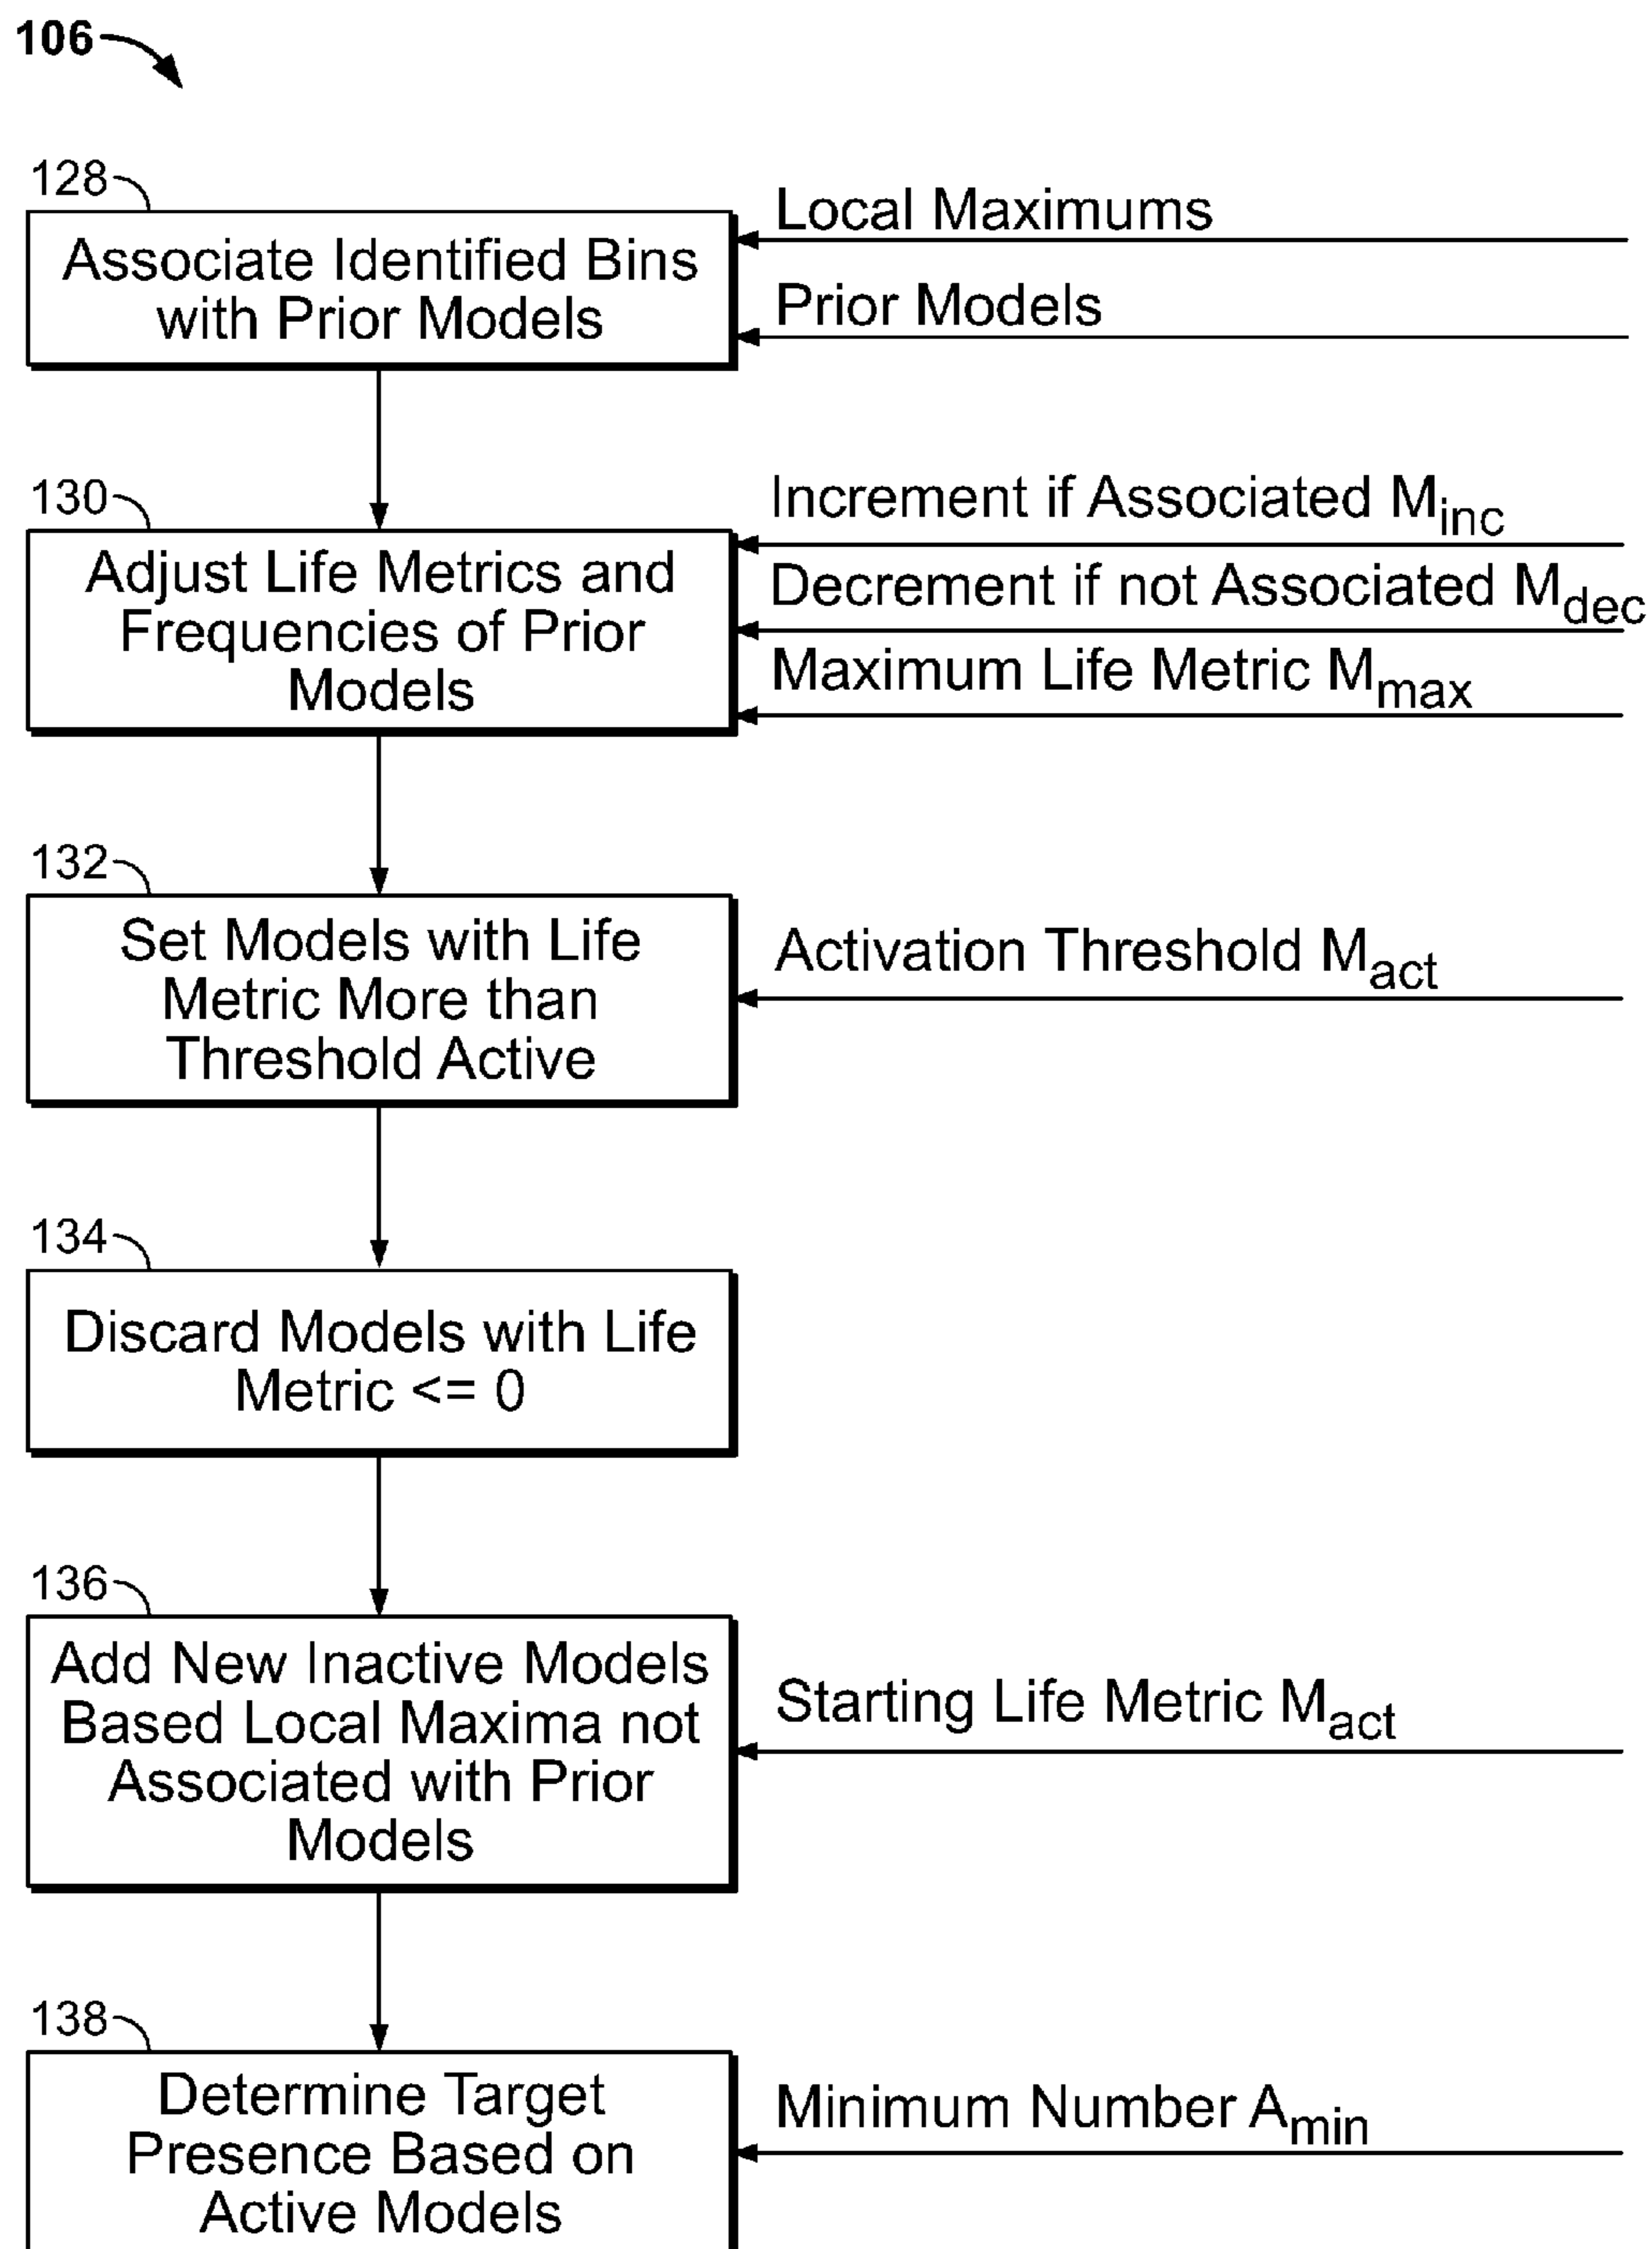 106
128
Associate Identified Bins
with Prior Models
Local Maximums
Prior Models
130
Adjust Life Metrics and
Frequencies of Prior
Models
Increment if Associated Minc
Decrement if not Associated Mdec
Maximum Life Metric Mmax
132
Set Models with Life
Metric More than
Threshold Active
Activation Threshold Mact
134
Discard Models with Life
Metric <= 0
136
Add New Inactive Models
Based Local Maxima not
Associated with Prior
Models
Starting Life Metric Mact
138
Determine Target
Presence Based on
Active Models
Minimum Number Amin